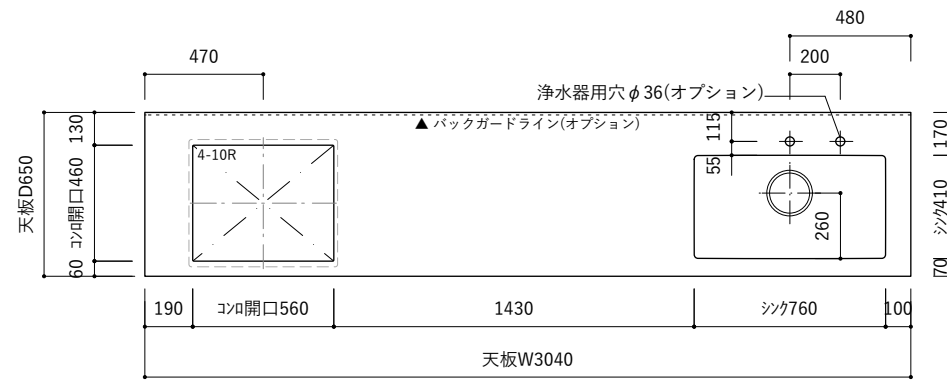 480
470
200
浄水器用穴φ36(オプション)
▲ バックガードライン(オプション)
130
115
170
4-10R
55
天板D650
コンロ開口460
シンク410
260
60
70
190
コンロ開口560
1430
シンク760
100
天板W3040